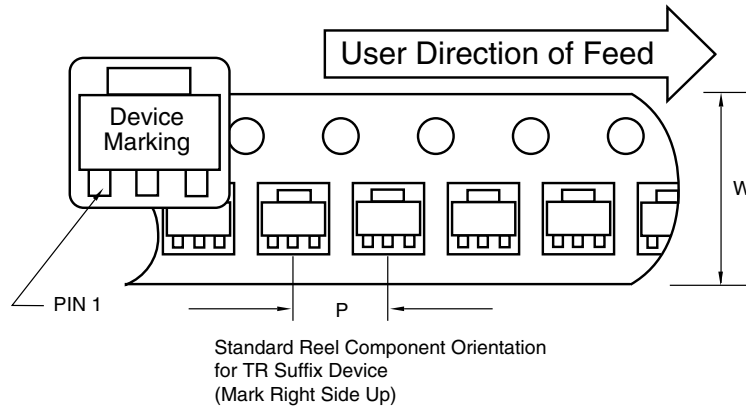 User Direction of Feed
Device
Marking
W
PIN 1
P
Standard Reel Component Orientation
for TR Suffix Device
(Mark Right Side Up)